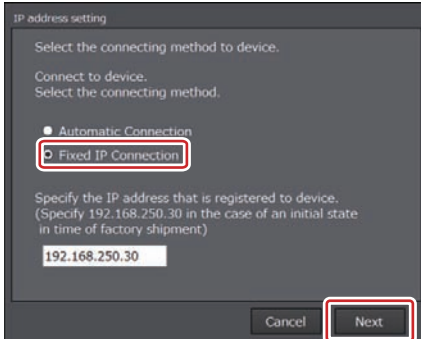 IP address setting
Select the connecting method to device.
Connect to device.
Select the connecting method.
Automatic Connection
Fixed IP Connection
Specify the IP address that is registered to device.
(Specify 192.168.250.30 in the case of an initial state
in time of factory shipment)
192.168.250.30
Cancel
Next